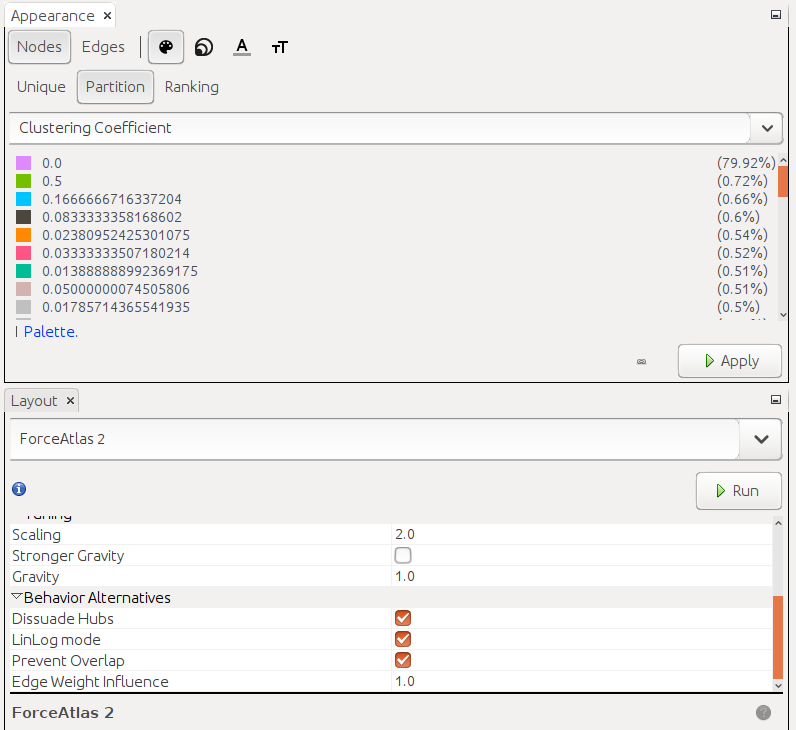 Appearance ×
Nodes Edges A TT
Unique Partition Ranking
Clustering Coefficient
0.0 (79.92%)
0.5 (0.72%)
0.1666666716337204 (0.66%)
0.0833333358168602 (0.6%)
0.02380952425301075 (0.54%)
0.03333333507180214 (0.52%)
0.013888888992369175 (0.51%)
0.05000000074505806 (0.51%)
0.01785714365541935 (0.5%)
Palette.
Apply
Layout ×
ForceAtlas 2
Run
Tuning
Scaling 2.0
Stronger Gravity
Gravity 1.0
Behavior Alternatives
Dissuade Hubs
LinLog mode
Prevent Overlap
Edge Weight Influence 1.0
ForceAtlas 2 ?